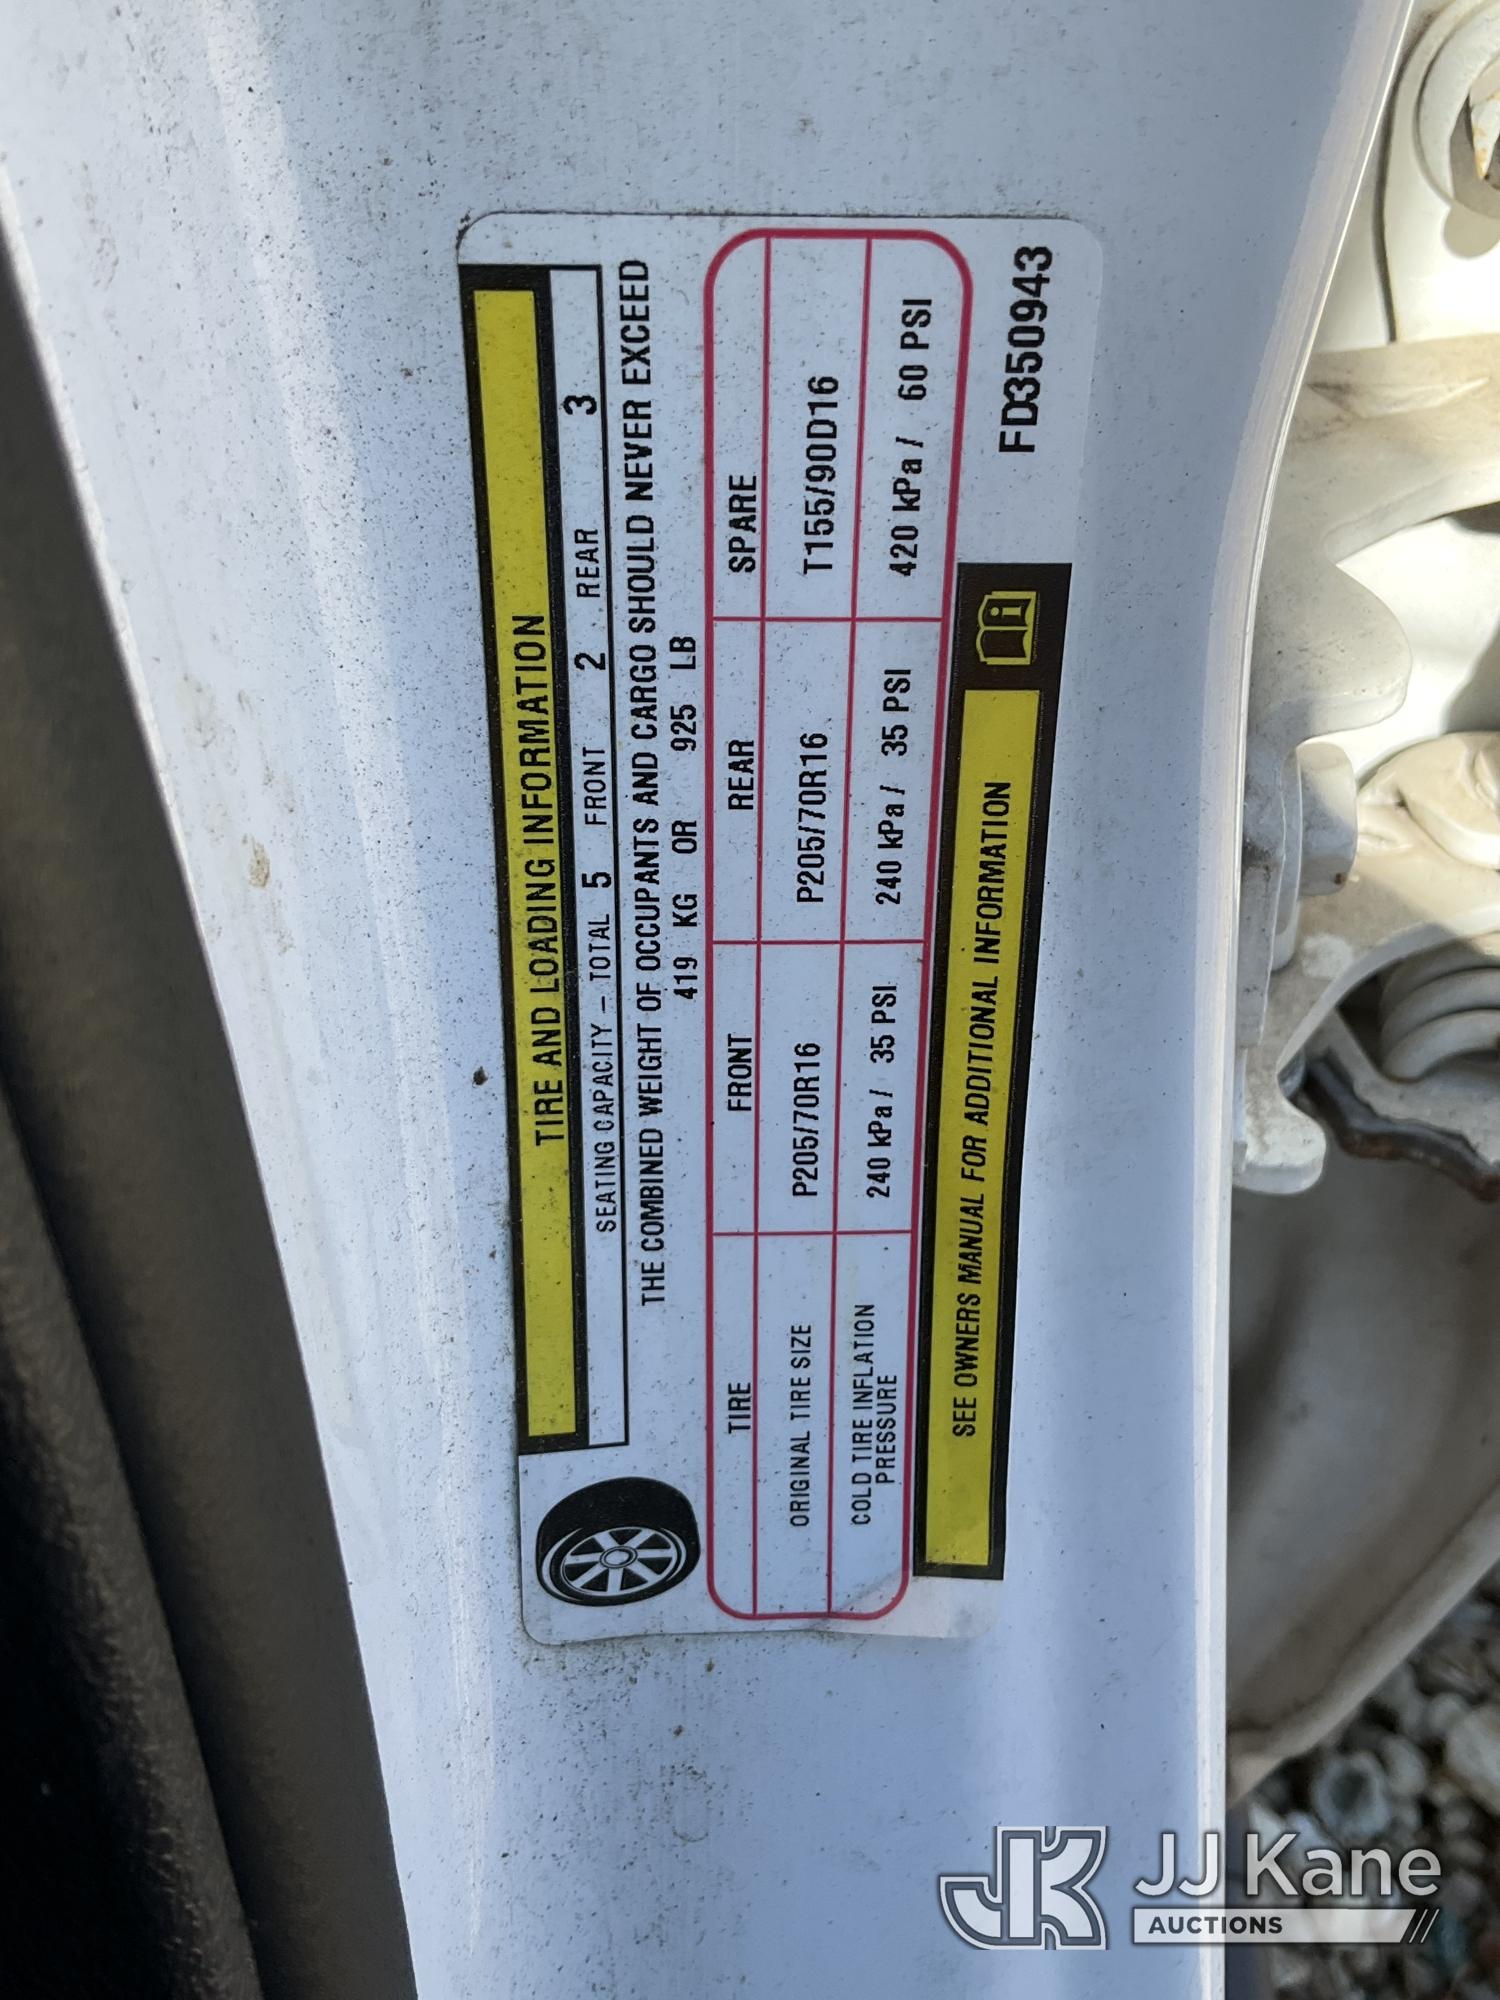 TIRE AND LOADING INFORMATION
SEATING CAPACITY – TOTAL 5 FRONT 2 REAR 3
THE COMBINED WEIGHT OF OCCUPANTS AND CARGO SHOULD NEVER EXCEED
419 KG OR 925 LB
TIRE FRONT REAR SPARE
ORIGINAL TIRE SIZE P205/70R16 P205/70R16 T155/90D16
COLD TIRE INFLATION
PRESSURE 240 kPa / 35 PSI 240 kPa / 35 PSI 420 kPa / 60 PSI
SEE OWNERS MANUAL FOR ADDITIONAL INFORMATION
FD350943
JK JJ Kane
AUCTIONS